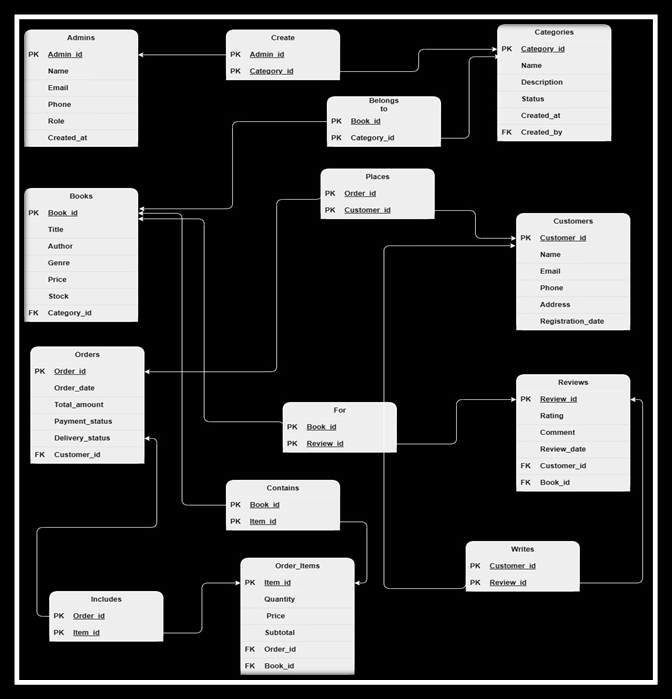 Admins
PK Admin_id
Name
Email
Phone
Role
Created_at
Create
PK Admin_id
PK Category_id
Categories
PK Category_id
Name
Description
Status
Created_at
FK Created_by
Belongs
to
PK Book_id
PK Category_id
Books
PK Book_id
Title
Author
Genre
Price
Stock
FK Category_id
Places
PK Order_id
PK Customer_id
Customers
PK Customer_id
Name
Email
Phone
Address
Registration_date
Orders
PK Order_id
Order_date
Total_amount
Payment_status
Delivery_status
FK Customer_id
For
PK Book_id
PK Review_id
Reviews
PK Review_id
Rating
Comment
Review_date
FK Customer_id
FK Book_id
Contains
PK Book_id
PK Item_id
Writes
PK Customer_id
PK Review_id
Order_Items
PK Item_id
Quantity
Price
Subtotal
FK Order_id
FK Book_id
Includes
PK Order_id
PK Item_id